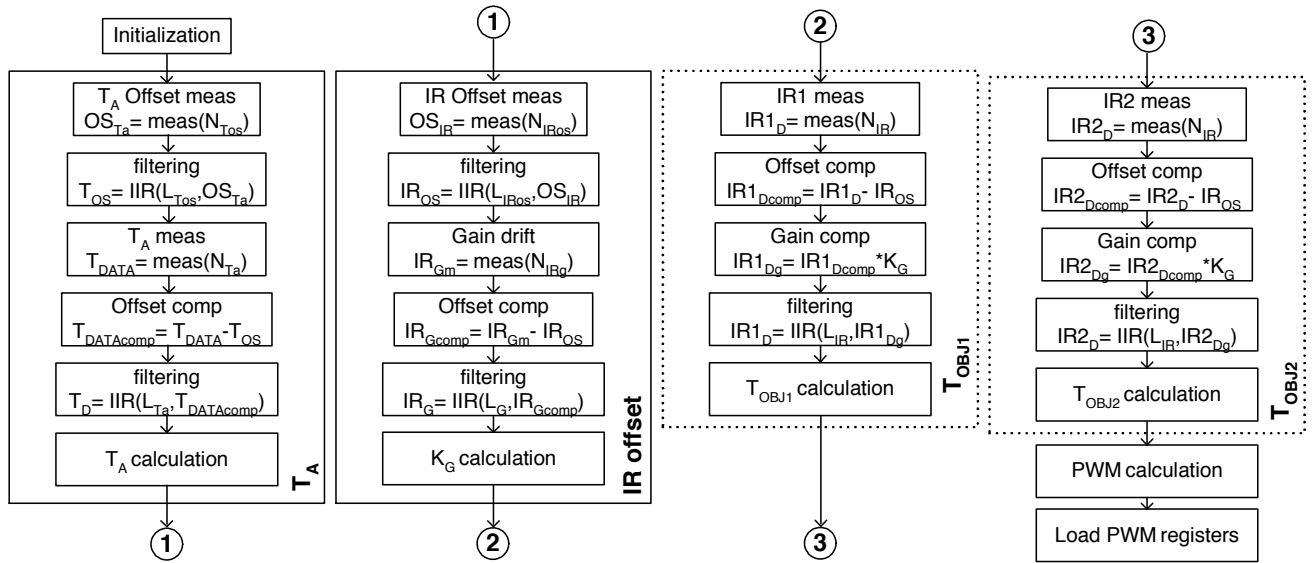 Initialization
T_A Offset meas
OS_Ta= meas(N_Tos)
filtering
T_OS= IIR(L_Tos,OS_Ta)
T_A meas
T_DATA= meas(N_Ta)
Offset comp
T_DATAcomp= T_DATA-T_OS
filtering
T_D= IIR(L_Ta,T_DATAcomp)
T_A calculation
T_A
1
1
IR Offset meas
OS_IR= meas(N_IRos)
filtering
IR_OS= IIR(L_IRos,OS_IR)
Gain drift
IR_Gm= meas(N_IRg)
Offset comp
IR_Gcomp= IR_Gm- IR_OS
filtering
IR_G= IIR(L_G,IR_Gcomp)
K_G calculation
IR offset
2
2
IR1 meas
IR1_D= meas(N_IR)
Offset comp
IR1_Dcomp= IR1_D- IR_OS
Gain comp
IR1_Dg= IR1_Dcomp*K_G
filtering
IR1_D= IIR(L_IR,IR1_Dg)
T_OBJ1 calculation
T_OBJ1
3
3
IR2 meas
IR2_D= meas(N_IR)
Offset comp
IR2_Dcomp= IR2_D- IR_OS
Gain comp
IR2_Dg= IR2_Dcomp*K_G
filtering
IR2_D= IIR(L_IR,IR2_Dg)
T_OBJ2 calculation
T_OBJ2
PWM calculation
Load PWM registers